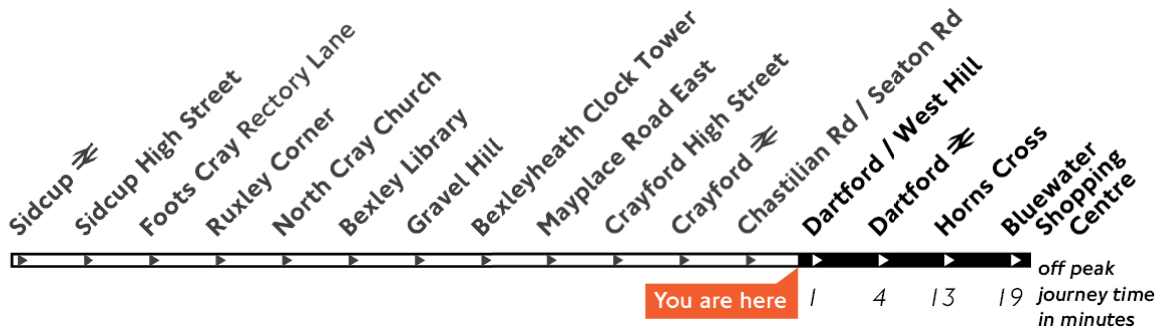 Sidcup
Sidcup High Street
Foots Cray Rectory Lane
Ruxley Corner
North Cray Church
Bexley Library
Gravel Hill
Bexleyheath Clock Tower
Mayplace Road East
Crayford High Street
Crayford
Chastilian Rd / Seaton Rd
Dartford / West Hill
Dartford
Horns Cross
Bluewater
Shopping
Centre
You are here
1 4 13 19
off peak
journey time
in minutes